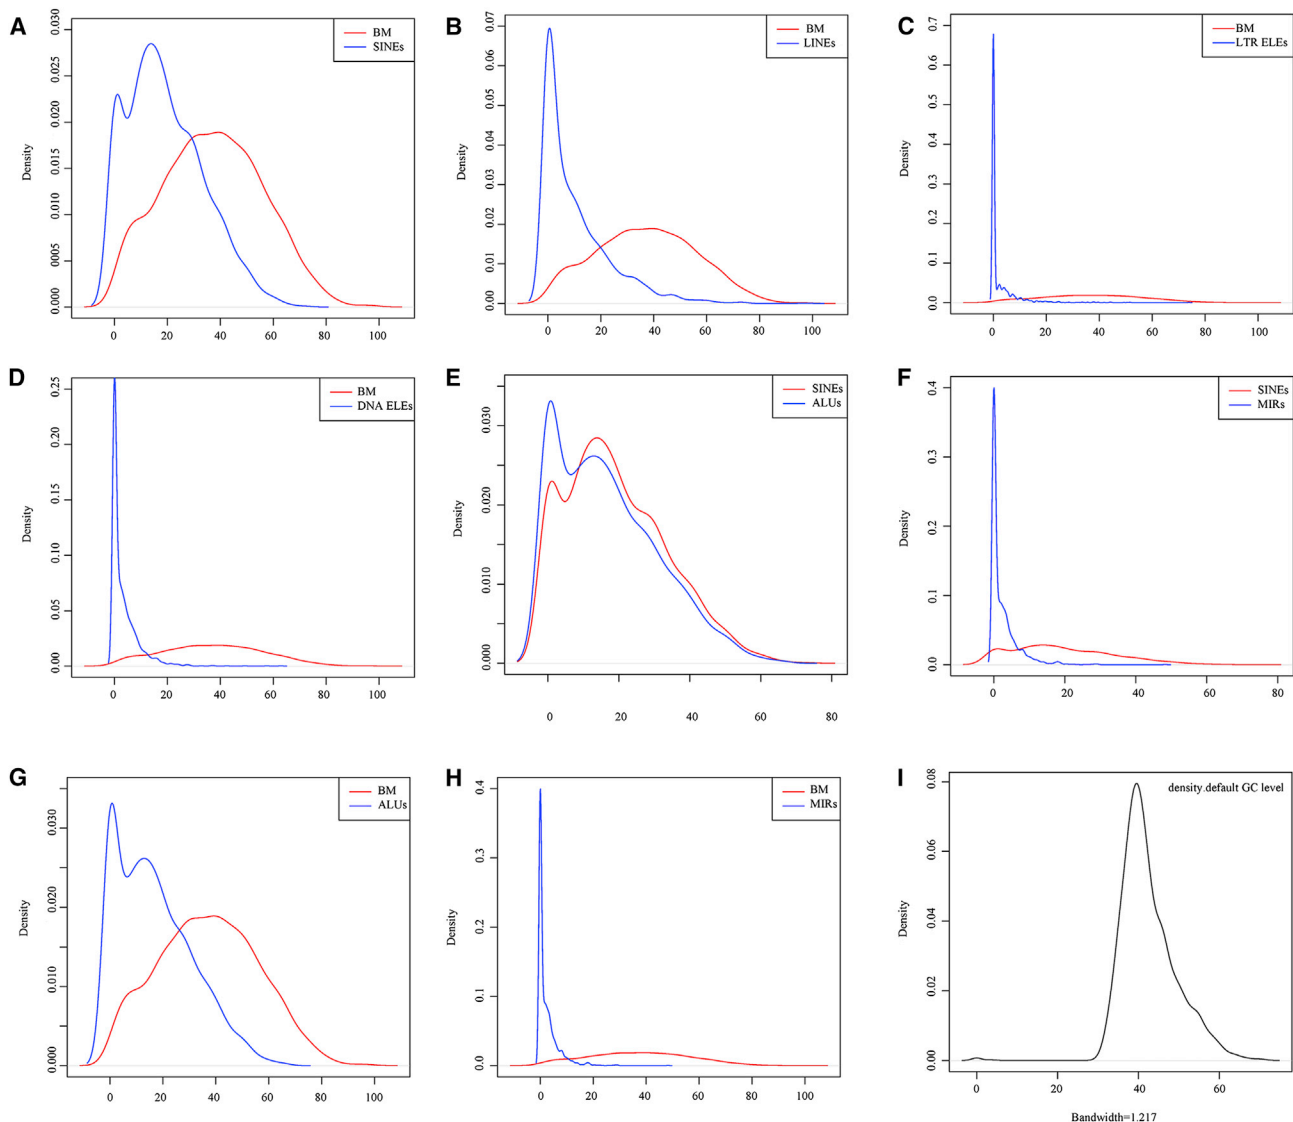 A
BM
SINEs
Density
0.030
0.025
0.020
0.015
0.010
0.005
0.000
0 20 40 60 80 100
B
BM
LINEs
Density
0.07
0.06
0.05
0.04
0.03
0.02
0.01
0.00
0 20 40 60 80 100
C
BM
LTR ELEs
Density
0.7
0.6
0.5
0.4
0.3
0.2
0.1
0.0
0 20 40 60 80 100
D
BM
DNA ELEs
Density
0.25
0.20
0.15
0.10
0.05
0.00
0 20 40 60 80 100
E
SINEs
ALUs
Density
0.030
0.020
0.010
0.000
0 20 40 60 80
F
SINEs
MIRs
Density
0.4
0.3
0.2
0.1
0.0
0 20 40 60 80
G
BM
ALUs
Density
0.030
0.020
0.010
0.000
0 20 40 60 80 100
H
BM
MIRs
Density
0.4
0.3
0.2
0.1
0.0
0 20 40 60 80 100
I
density.default GC level
Density
0.08
0.06
0.04
0.02
0.00
0 20 40 60
Bandwidth=1.217